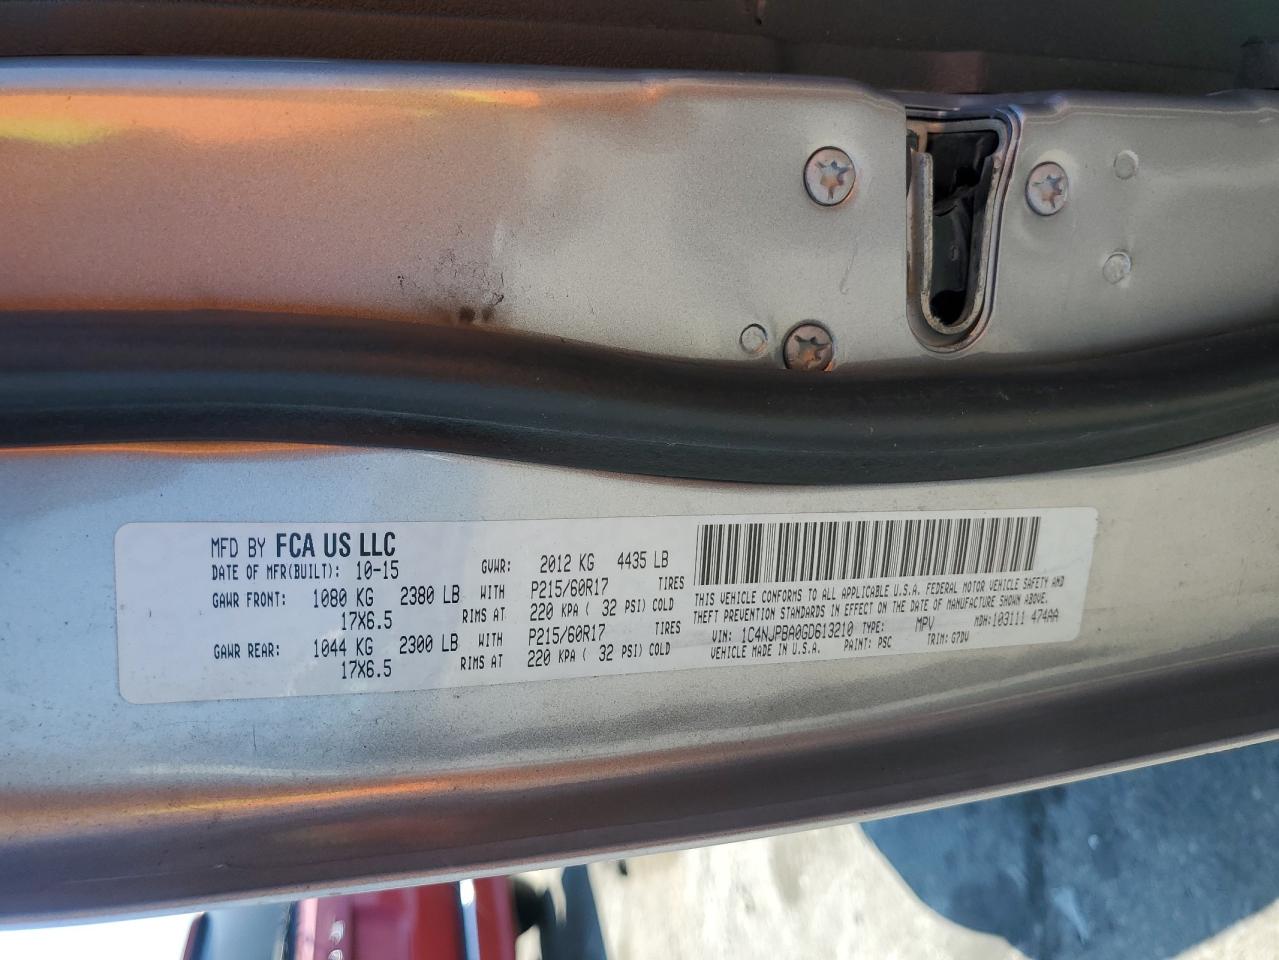 MFD BY FCA US LLC
DATE OF MFR(BUILT): 10-15 GVWR: 2012 KG 4435 LB
GAWR FRONT: 1080 KG 2380 LB WITH P215/60R17 TIRES
17X6.5 RIMS AT 220 KPA ( 32 PSI) COLD
GAWR REAR: 1044 KG 2300 LB WITH P215/60R17 TIRES
17X6.5 RIMS AT 220 KPA ( 32 PSI) COLD
THIS VEHICLE CONFORMS TO ALL APPLICABLE U.S.A. FEDERAL MOTOR VEHICLE SAFETY AND
THEFT PREVENTION STANDARDS IN EFFECT ON THE DATE OF MANUFACTURE SHOWN ABOVE.
VIN: 1C4NJPBA0GD613210 TYPE: MPV MDH: 103111 474AA
VEHICLE MADE IN U.S.A. PAINT: PSC TRIM: G7DV